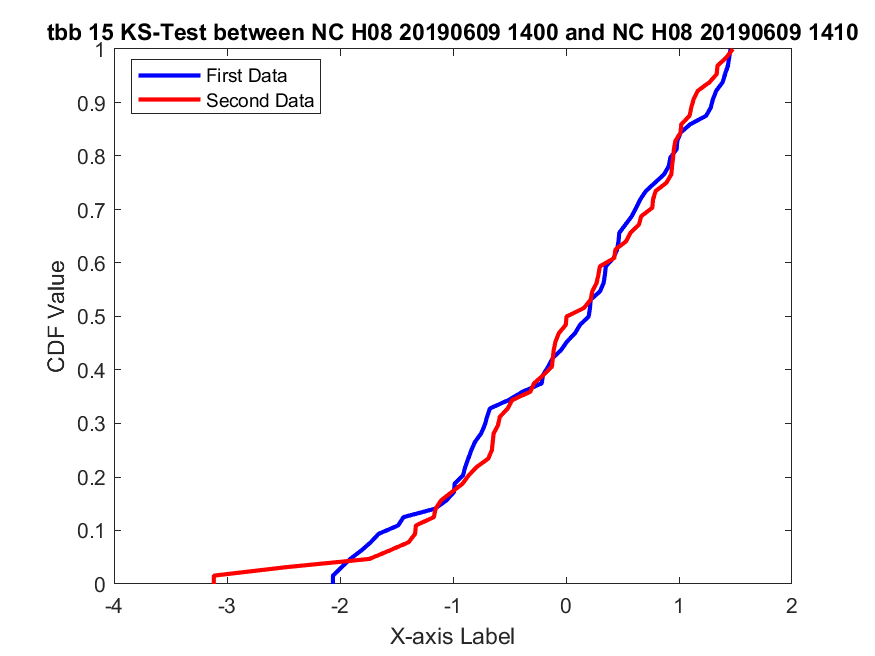 tbb 15 KS-Test between NC H08 20190609 1400 and NC H08 20190609 1410
First Data
Second Data
1
0.9
0.8
0.7
0.6
0.5
0.4
0.3
0.2
0.1
0
CDF Value
-4 -3 -2 -1 0 1 2
X-axis Label